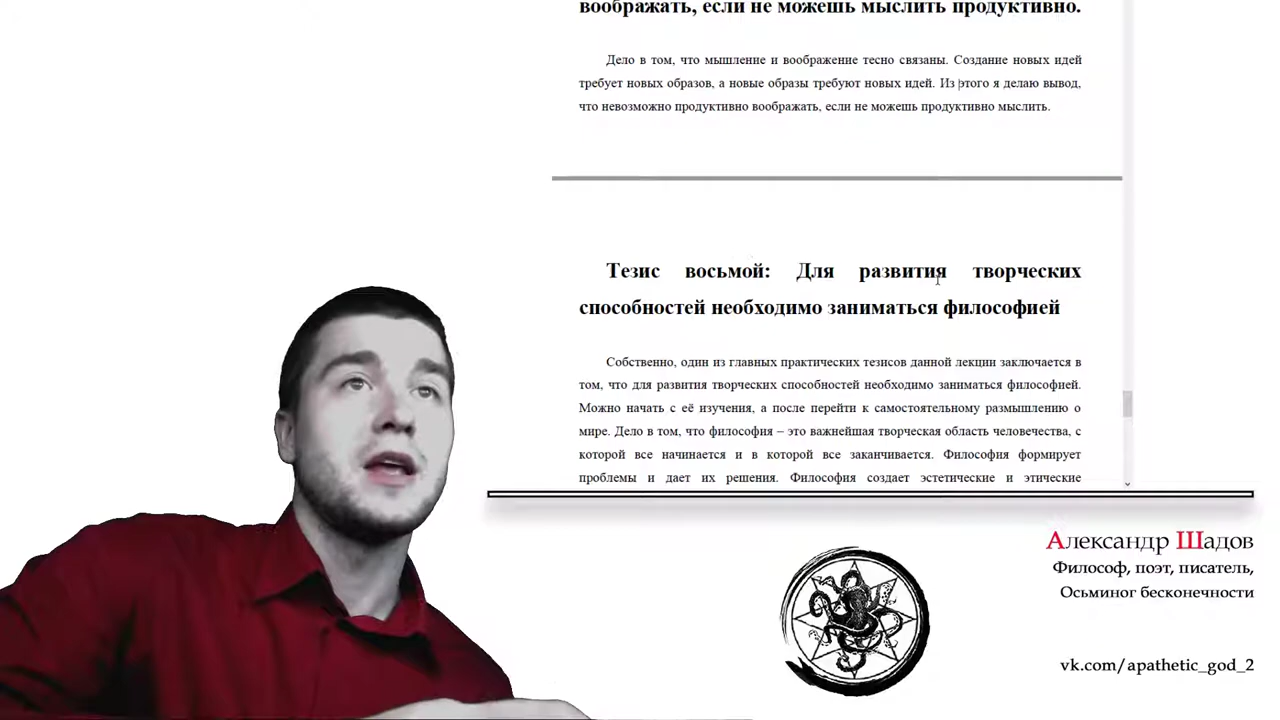 воображать, если не можешь мыслить продуктивно.
Дело в том, что мышление и воображение тесно связаны. Создание новых идей
требует новых образов, а новые образы требуют новых идей. Из этого я делаю вывод,
что невозможно продуктивно воображать, если не можешь продуктивно мыслить.
Тезис восьмой: Для развития творческих
способностей необходимо заниматься философией
Собственно, один из главных практических тезисов данной лекции заключается в
том, что для развития творческих способностей необходимо заниматься философией.
Можно начать с её изучения, а после перейти к самостоятельному размышлению о
мире. Дело в том, что философия – это важнейшая творческая область человечества, с
которой все начинается и в которой все заканчивается. Философия формирует
проблемы и дает их решения. Философия создает эстетические и этические
Александр Шадов
Философ, поэт, писатель,
Осьминог бесконечности
vk.com/apathetic_god_2